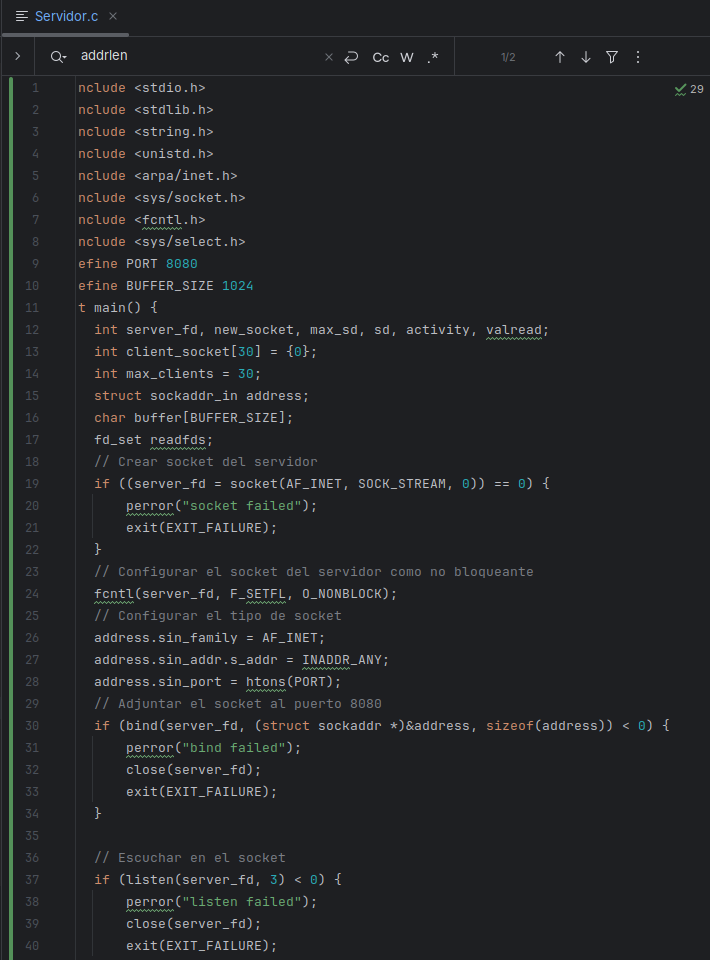 Servidor.c
addrlen
Cc W .* 1/2
29
1 nclude <stdio.h>
2 nclude <stdlib.h>
3 nclude <string.h>
4 nclude <unistd.h>
5 nclude <arpa/inet.h>
6 nclude <sys/socket.h>
7 nclude <fcntl.h>
8 nclude <sys/select.h>
9 efine PORT 8080
10 efine BUFFER_SIZE 1024
11 t main() {
12 int server_fd, new_socket, max_sd, sd, activity, valread;
13 int client_socket[30] = {0};
14 int max_clients = 30;
15 struct sockaddr_in address;
16 char buffer[BUFFER_SIZE];
17 fd_set readfds;
18 // Crear socket del servidor
19 if ((server_fd = socket(AF_INET, SOCK_STREAM, 0)) == 0) {
20 perror("socket failed");
21 exit(EXIT_FAILURE);
22 }
23 // Configurar el socket del servidor como no bloqueante
24 fcntl(server_fd, F_SETFL, O_NONBLOCK);
25 // Configurar el tipo de socket
26 address.sin_family = AF_INET;
27 address.sin_addr.s_addr = INADDR_ANY;
28 address.sin_port = htons(PORT);
29 // Adjuntar el socket al puerto 8080
30 if (bind(server_fd, (struct sockaddr *)&address, sizeof(address)) < 0) {
31 perror("bind failed");
32 close(server_fd);
33 exit(EXIT_FAILURE);
34 }
35
36 // Escuchar en el socket
37 if (listen(server_fd, 3) < 0) {
38 perror("listen failed");
39 close(server_fd);
40 exit(EXIT_FAILURE);